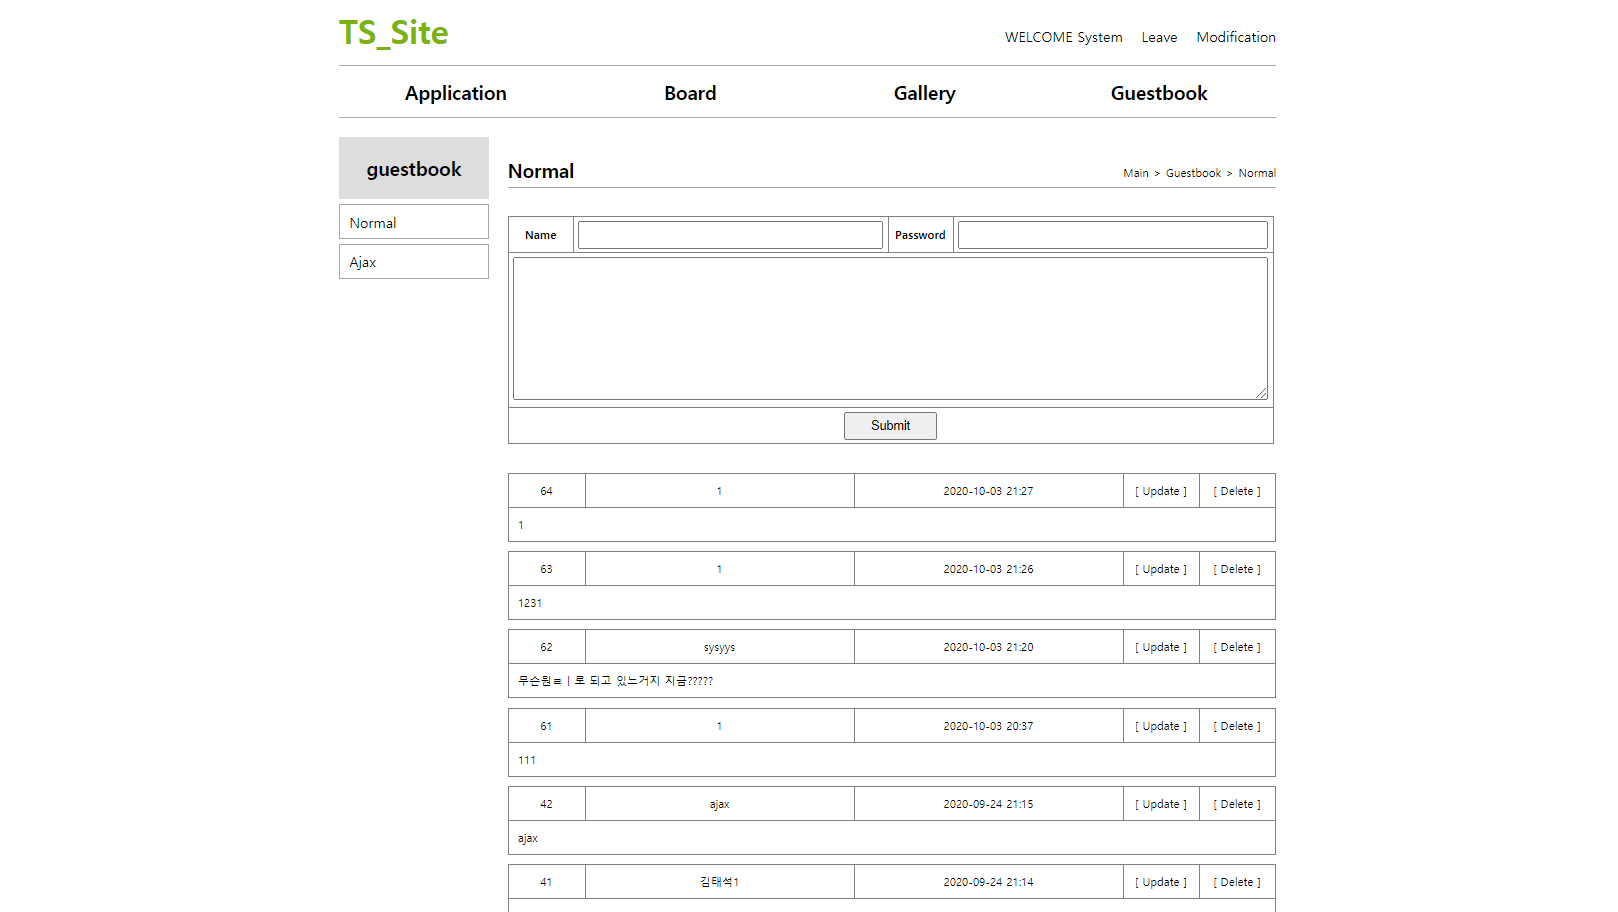 TS_Site
WELCOME System Leave Modification
Application Board Gallery Guestbook
guestbook
Normal
Ajax
Normal
Main > Guestbook > Normal
Name Password
Submit
64 1 2020-10-03 21:27 [ Update ] [ Delete ]
1
63 1 2020-10-03 21:26 [ Update ] [ Delete ]
1231
62 sysyys 2020-10-03 21:20 [ Update ] [ Delete ]
무슨원ㄹㅣ로 되고 있느거지 지금?????
61 1 2020-10-03 20:37 [ Update ] [ Delete ]
111
42 ajax 2020-09-24 21:15 [ Update ] [ Delete ]
ajax
41 김태석1 2020-09-24 21:14 [ Update ] [ Delete ]